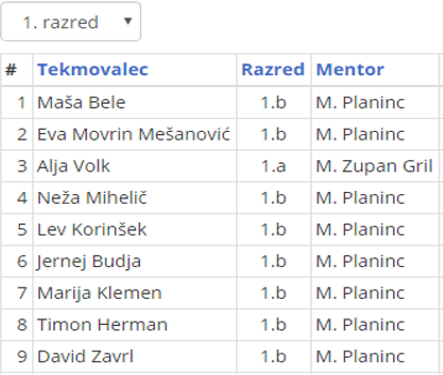 1. razred
# Tekmovalec Razred Mentor
1 Maša Bele 1.b M. Planinc
2 Eva Movrin Mešanović 1.b M. Planinc
3 Alja Volk 1.a M. Zupan Gril
4 Neža Mihelič 1.b M. Planinc
5 Lev Korinšek 1.b M. Planinc
6 Jernej Budja 1.b M. Planinc
7 Marija Klemen 1.b M. Planinc
8 Timon Herman 1.b M. Planinc
9 David Zavrl 1.b M. Planinc